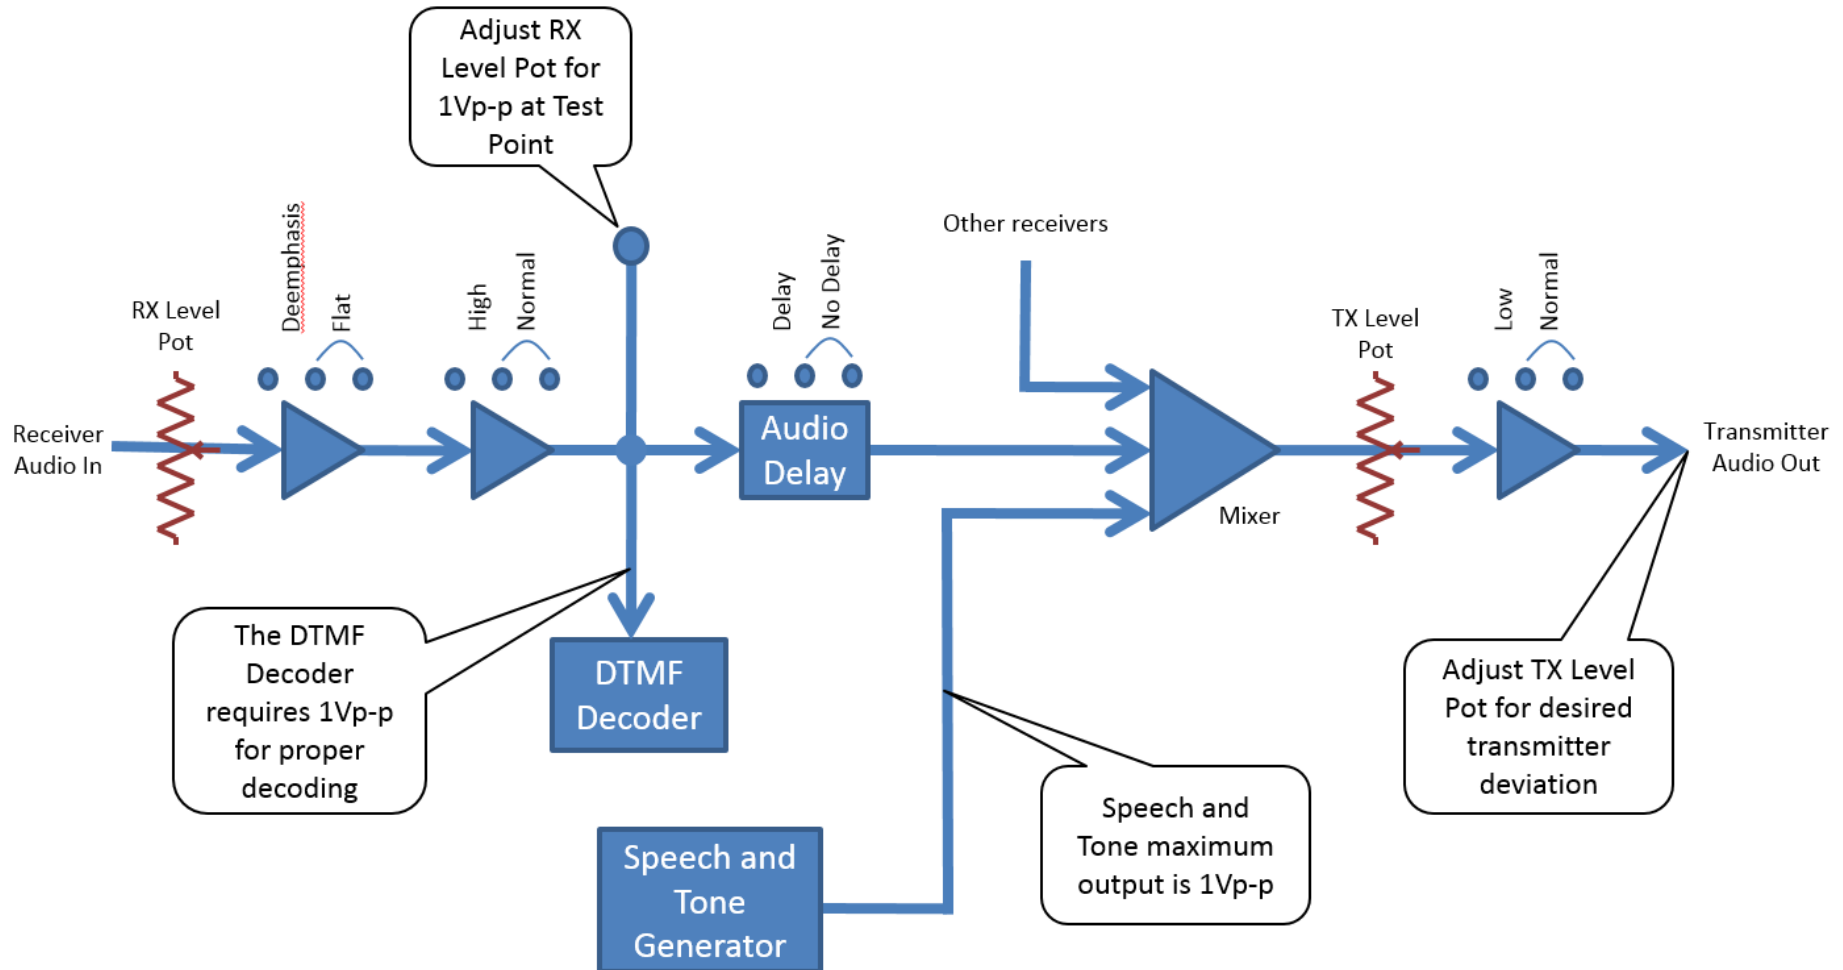 Adjust RX
Level Pot for
1Vp-p at Test
Point
Other receivers
RX Level
Pot
Deemphasis
Flat
High
Normal
Delay
No Delay
TX Level
Pot
Low
Normal
Receiver
Audio In
Audio
Delay
Mixer
Transmitter
Audio Out
The DTMF
Decoder
requires 1Vp-p
for proper
decoding
DTMF
Decoder
Adjust TX Level
Pot for desired
transmitter
deviation
Speech and
Tone maximum
output is 1Vp-p
Speech and
Tone
Generator